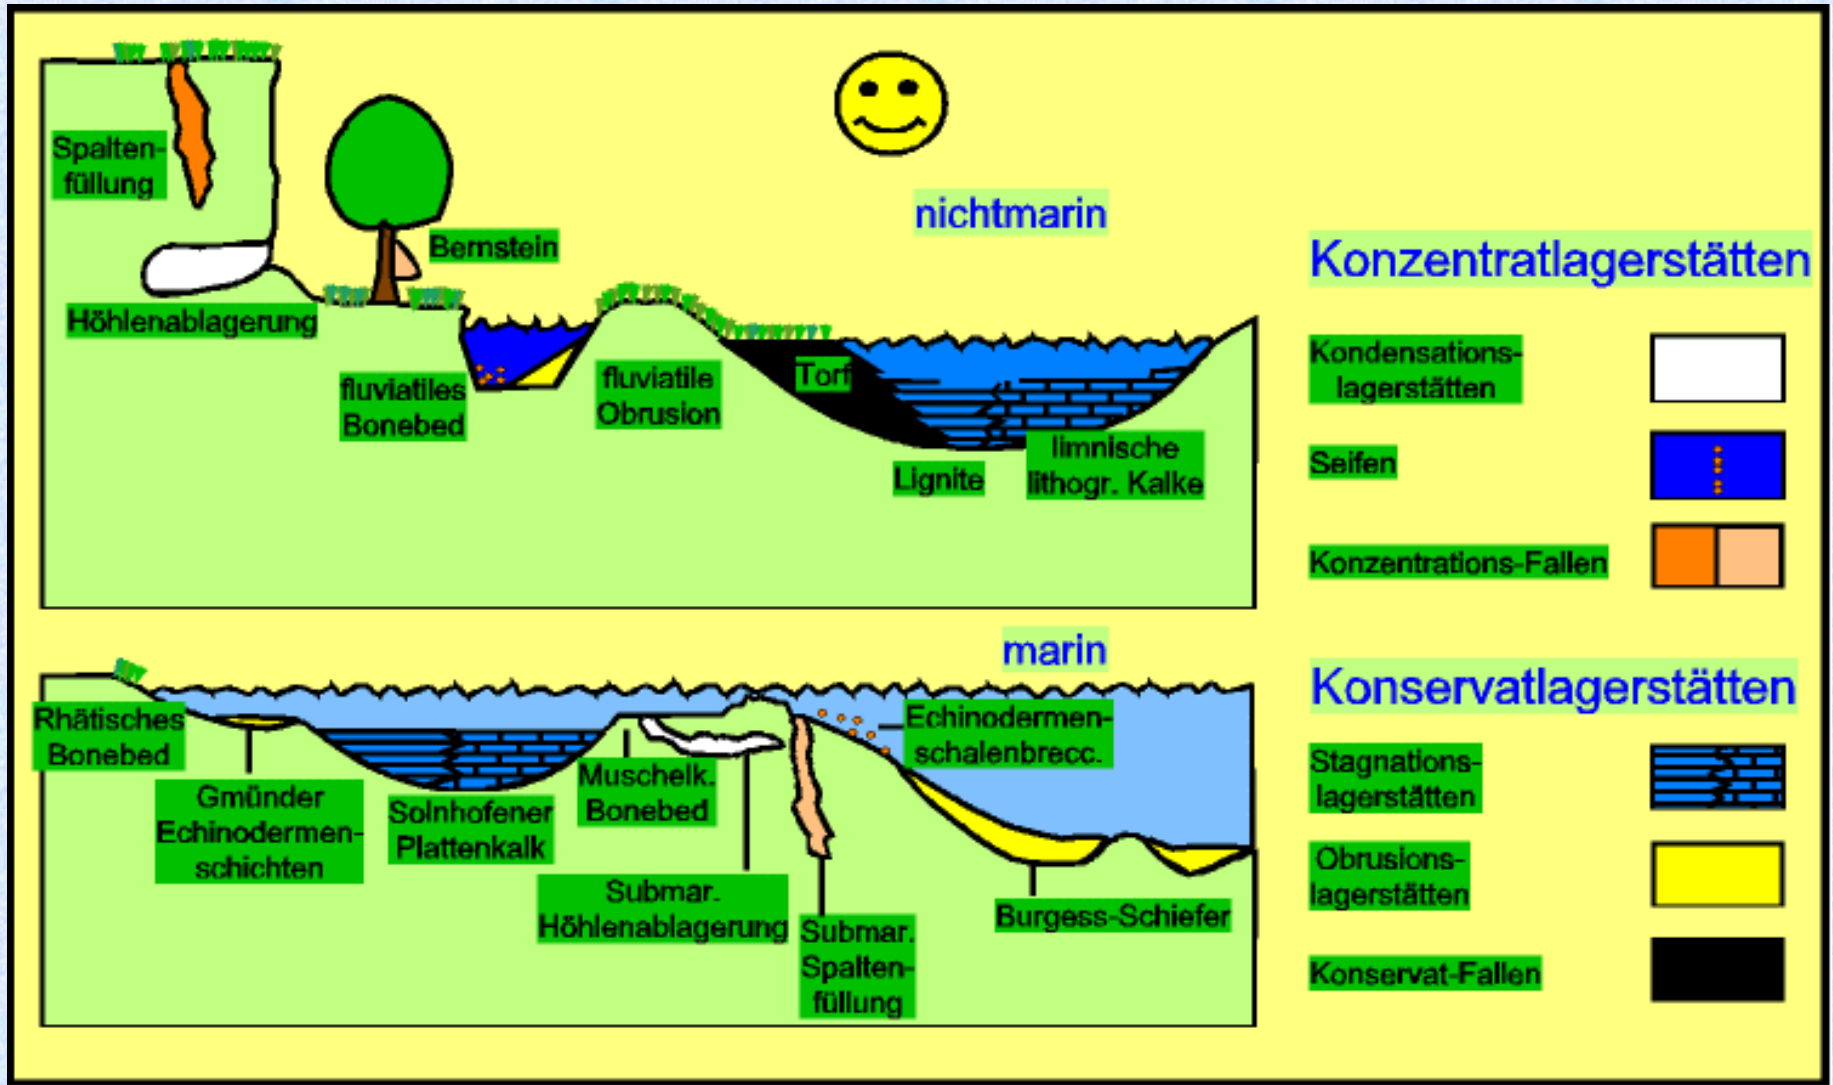 nichtmarin
Spalten-
füllung
Bernstein
Höhlenablagerung
fluviatiles
Bonebed
fluviatile
Obrusion
Torf
Lignite
limnische
lithogr. Kalke
marin
Rhätisches
Bonebed
Gmünder
Echinodermen-
schichten
Solnhofener
Plattenkalk
Muschelk.
Bonebed
Submar.
Höhlenablagerung
Submar.
Spalten-
füllung
Echinodermen-
schalenbrecc.
Burgess-Schiefer
Konzentratlagerstätten
Kondensations-
lagerstätten
Seifen
Konzentrations-Fallen
Konservatlagerstätten
Stagnations-
lagerstätten
Obrusions-
lagerstätten
Konservat-Fallen